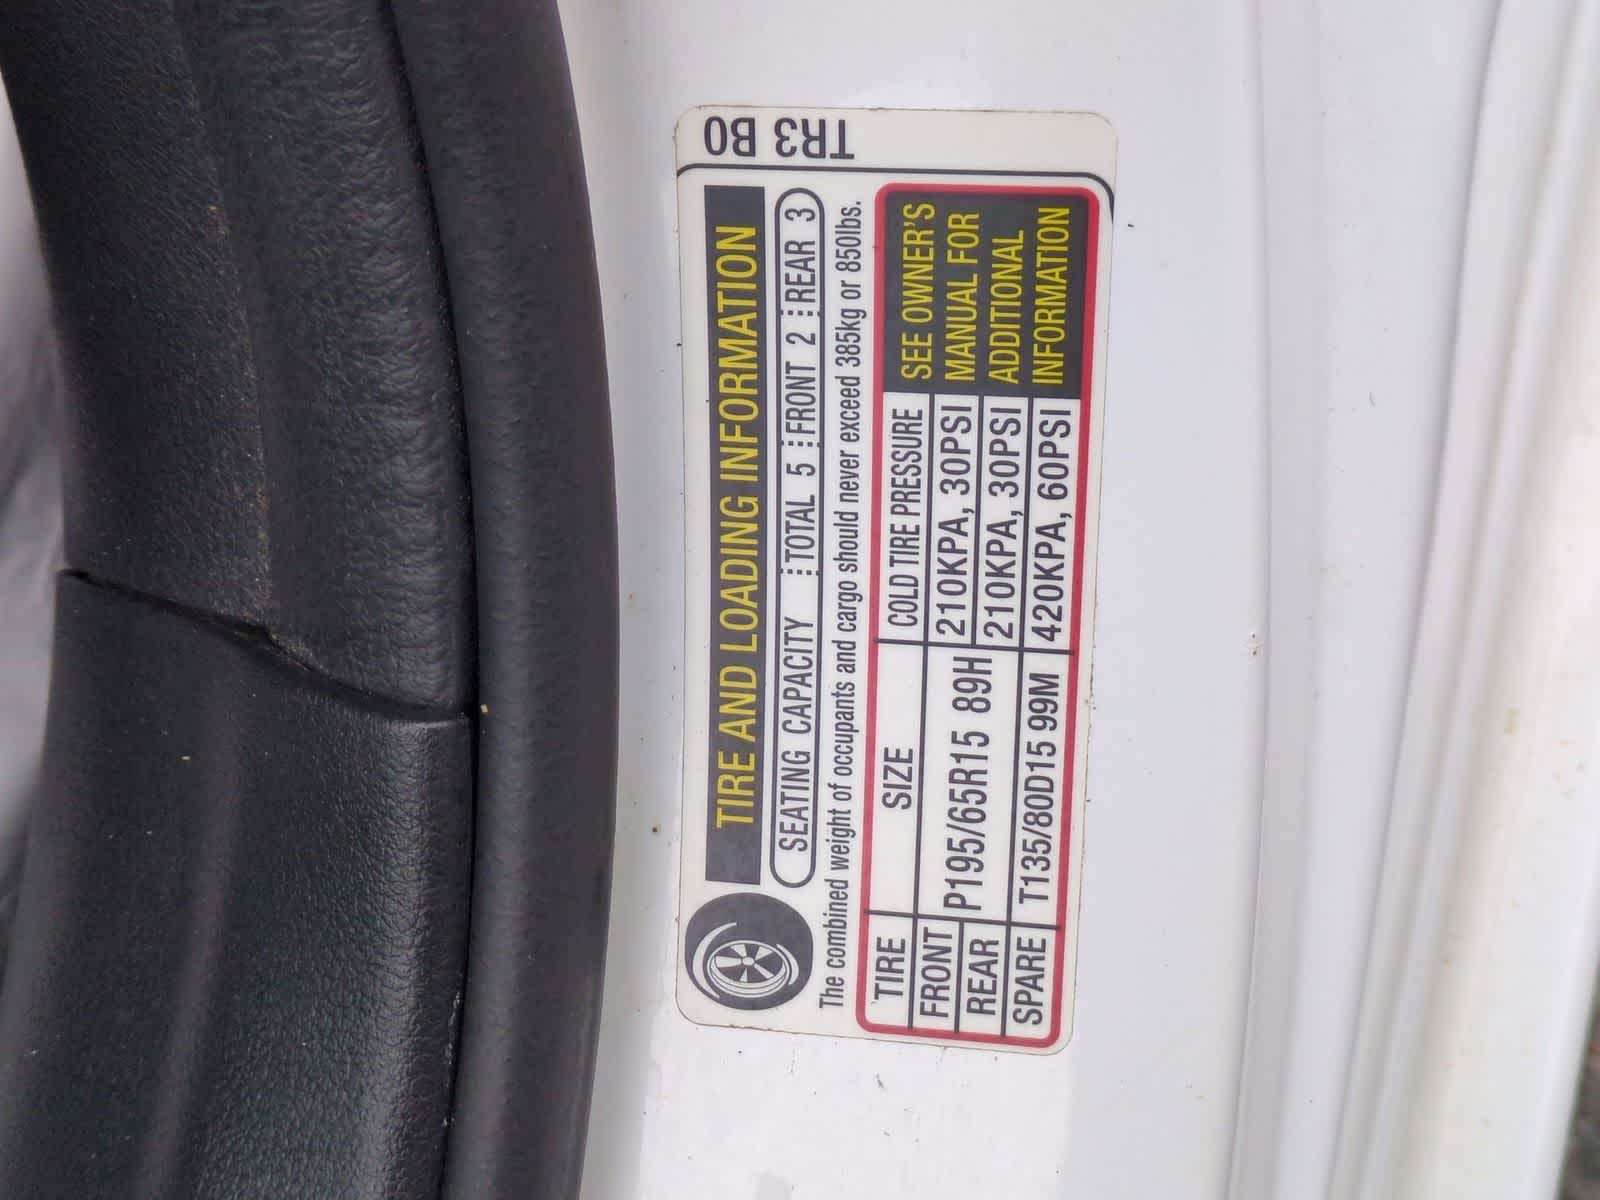 TIRE AND LOADING INFORMATION
SEATING CAPACITY TOTAL 5 FRONT 2 REAR 3
The combined weight of occupants and cargo should never exceed 385kg or 850lbs.
TIRE SIZE COLD TIRE PRESSURE
FRONT P195/65R15 89H 210KPA, 30PSI
REAR 210KPA, 30PSI
SPARE T135/80D15 99M 420KPA, 60PSI
SEE OWNER'S
MANUAL FOR
ADDITIONAL
INFORMATION
TR3 B0